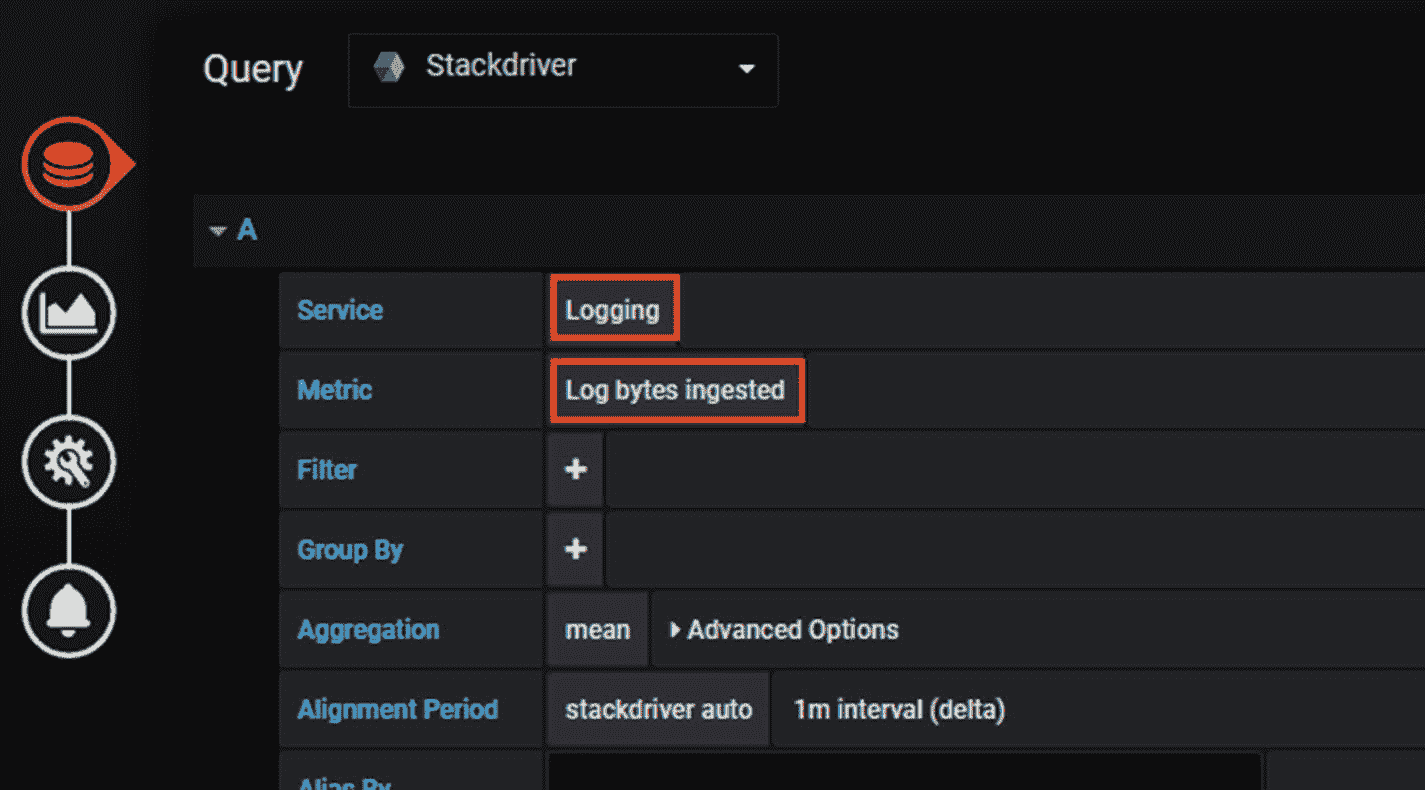 Query Stackdriver
A
Service Logging
Metric Log bytes ingested
Filter +
Group By +
Aggregation mean Advanced Options
Alignment Period stackdriver auto 1m interval (delta)
Alias By